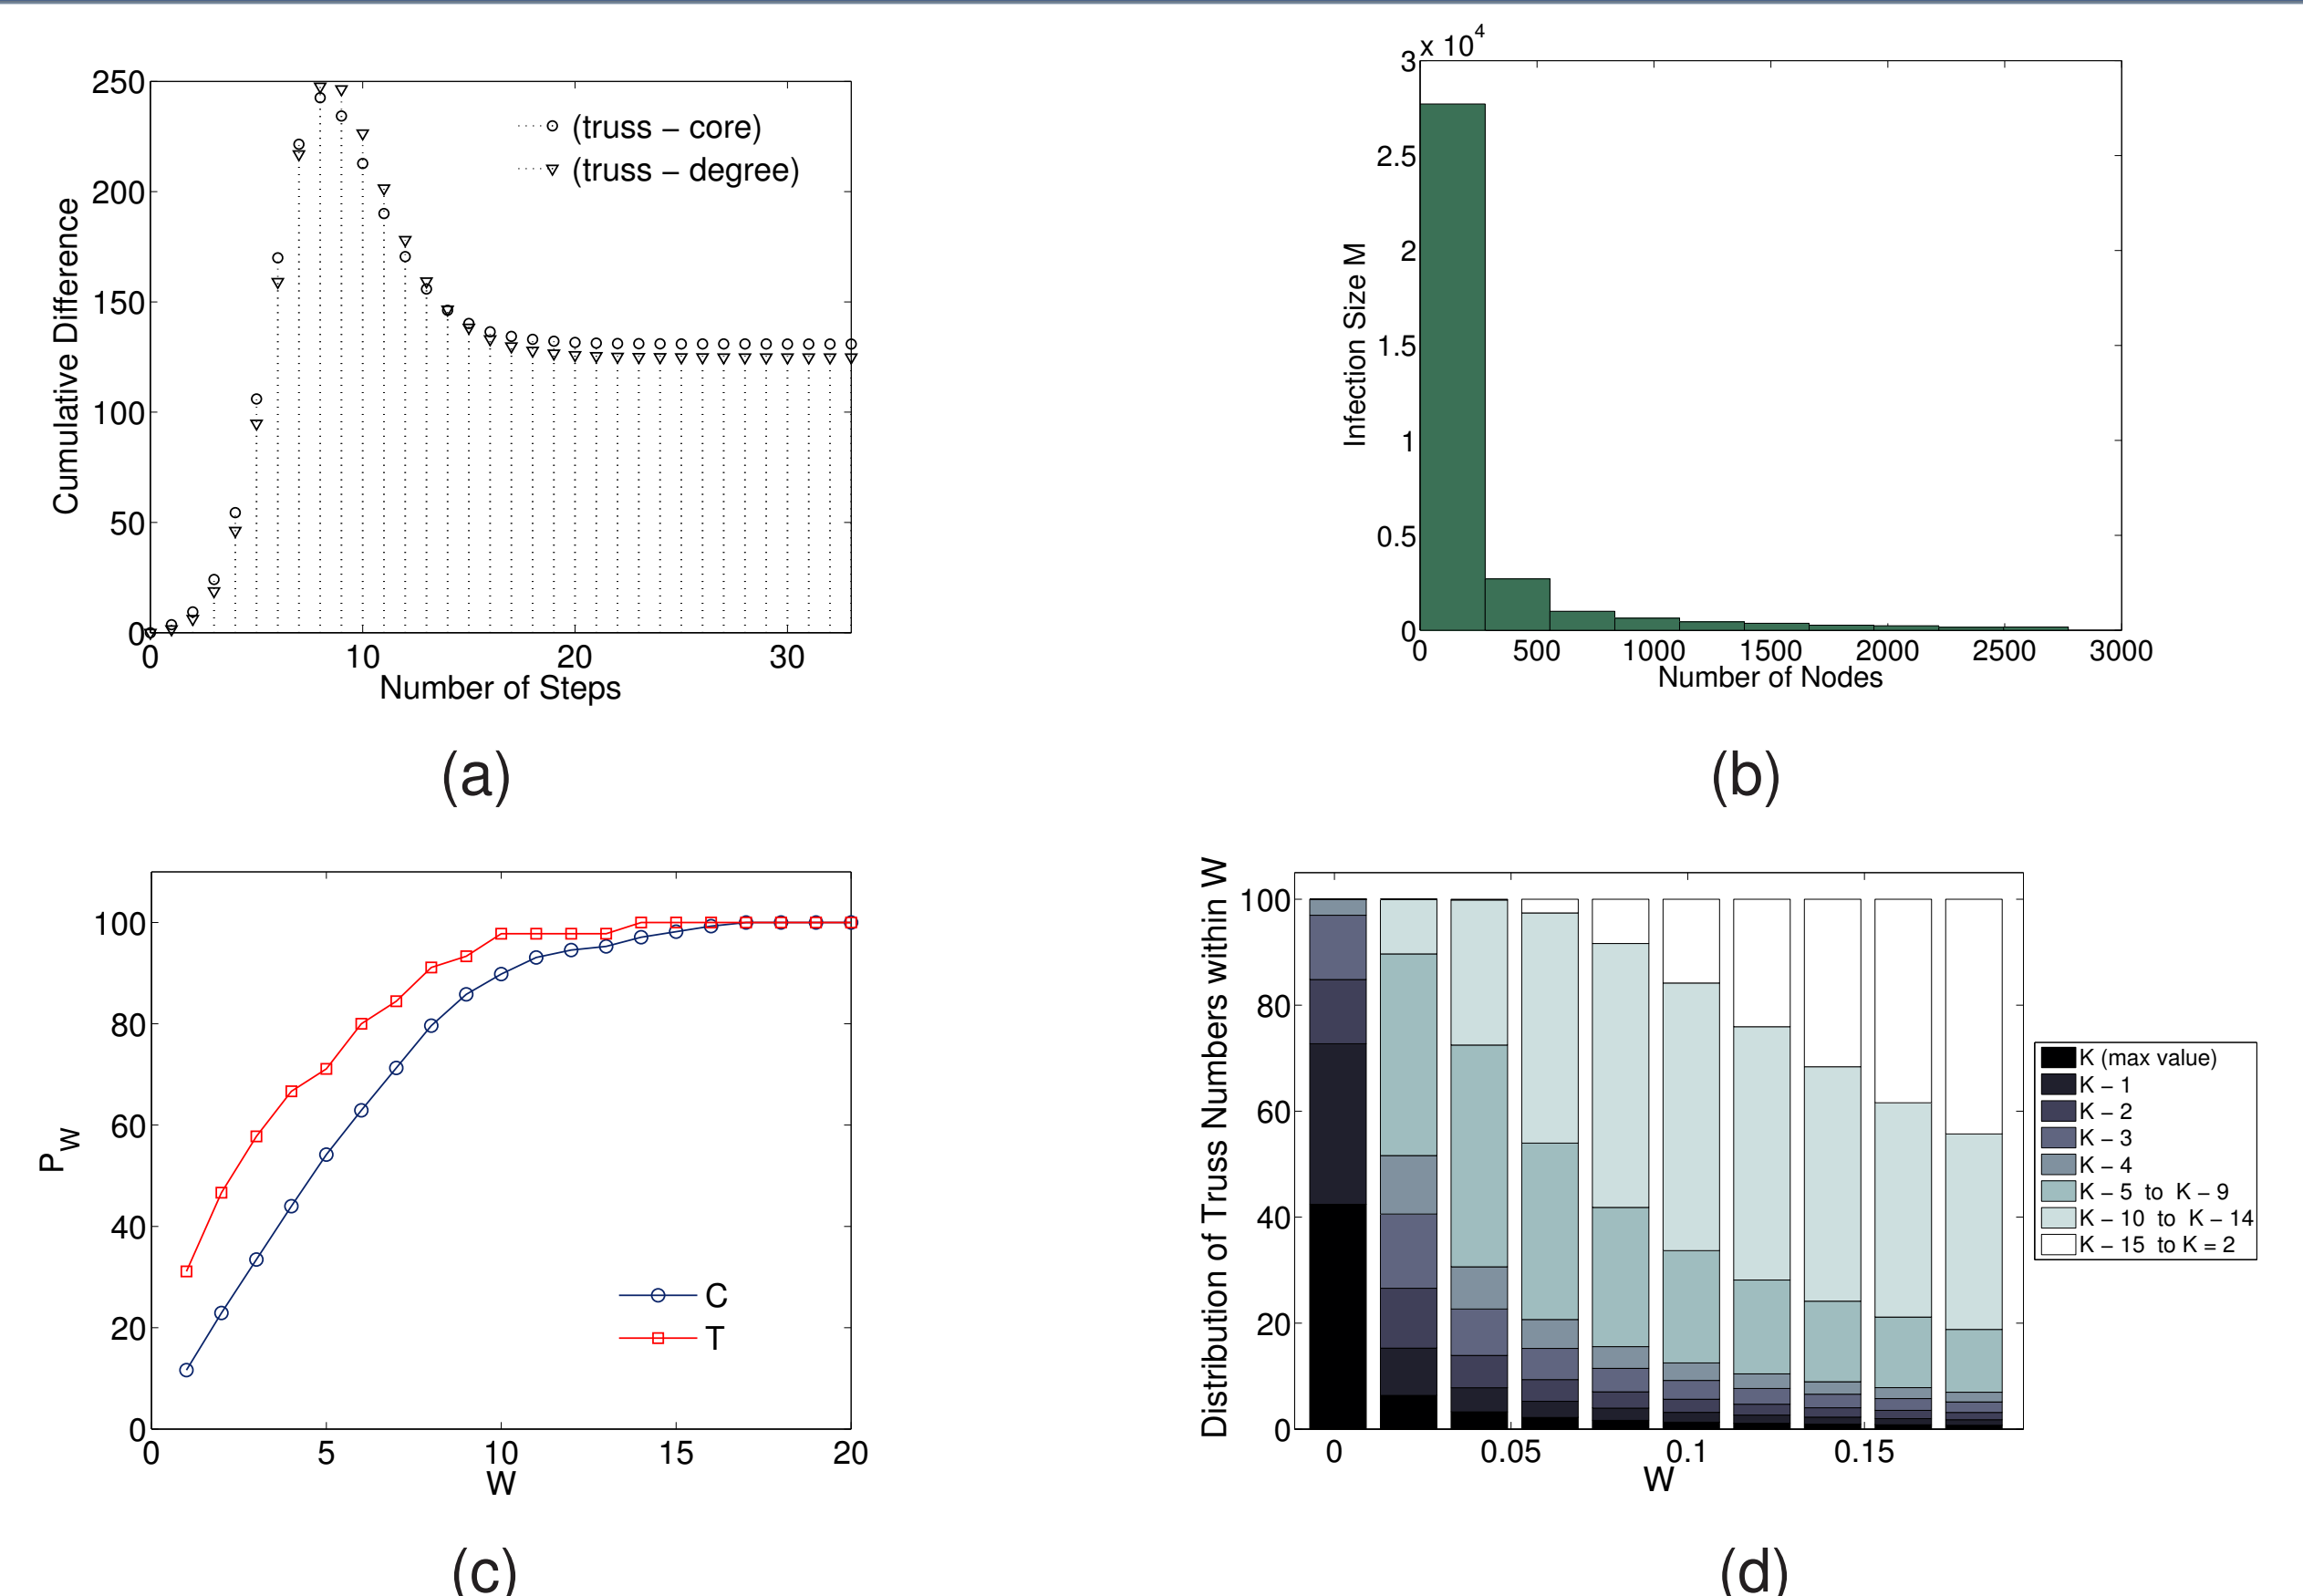 250
200
150
100
50
0
0 10 20 30
Cumulative Difference
Number of Steps
(truss – core)
(truss – degree)
(a)
x 10^4
3
2.5
2
1.5
1
0.5
0
0 500 1000 1500 2000 2500 3000
Infection Size M
Number of Nodes
(b)
100
80
60
40
20
0
0 5 10 15 20
P_W
W
C
T
(c)
100
80
60
40
20
0
0 0.05 0.1 0.15
Distribution of Truss Numbers within W
W
K (max value)
K – 1
K – 2
K – 3
K – 4
K – 5 to K – 9
K – 10 to K – 14
K – 15 to K = 2
(d)